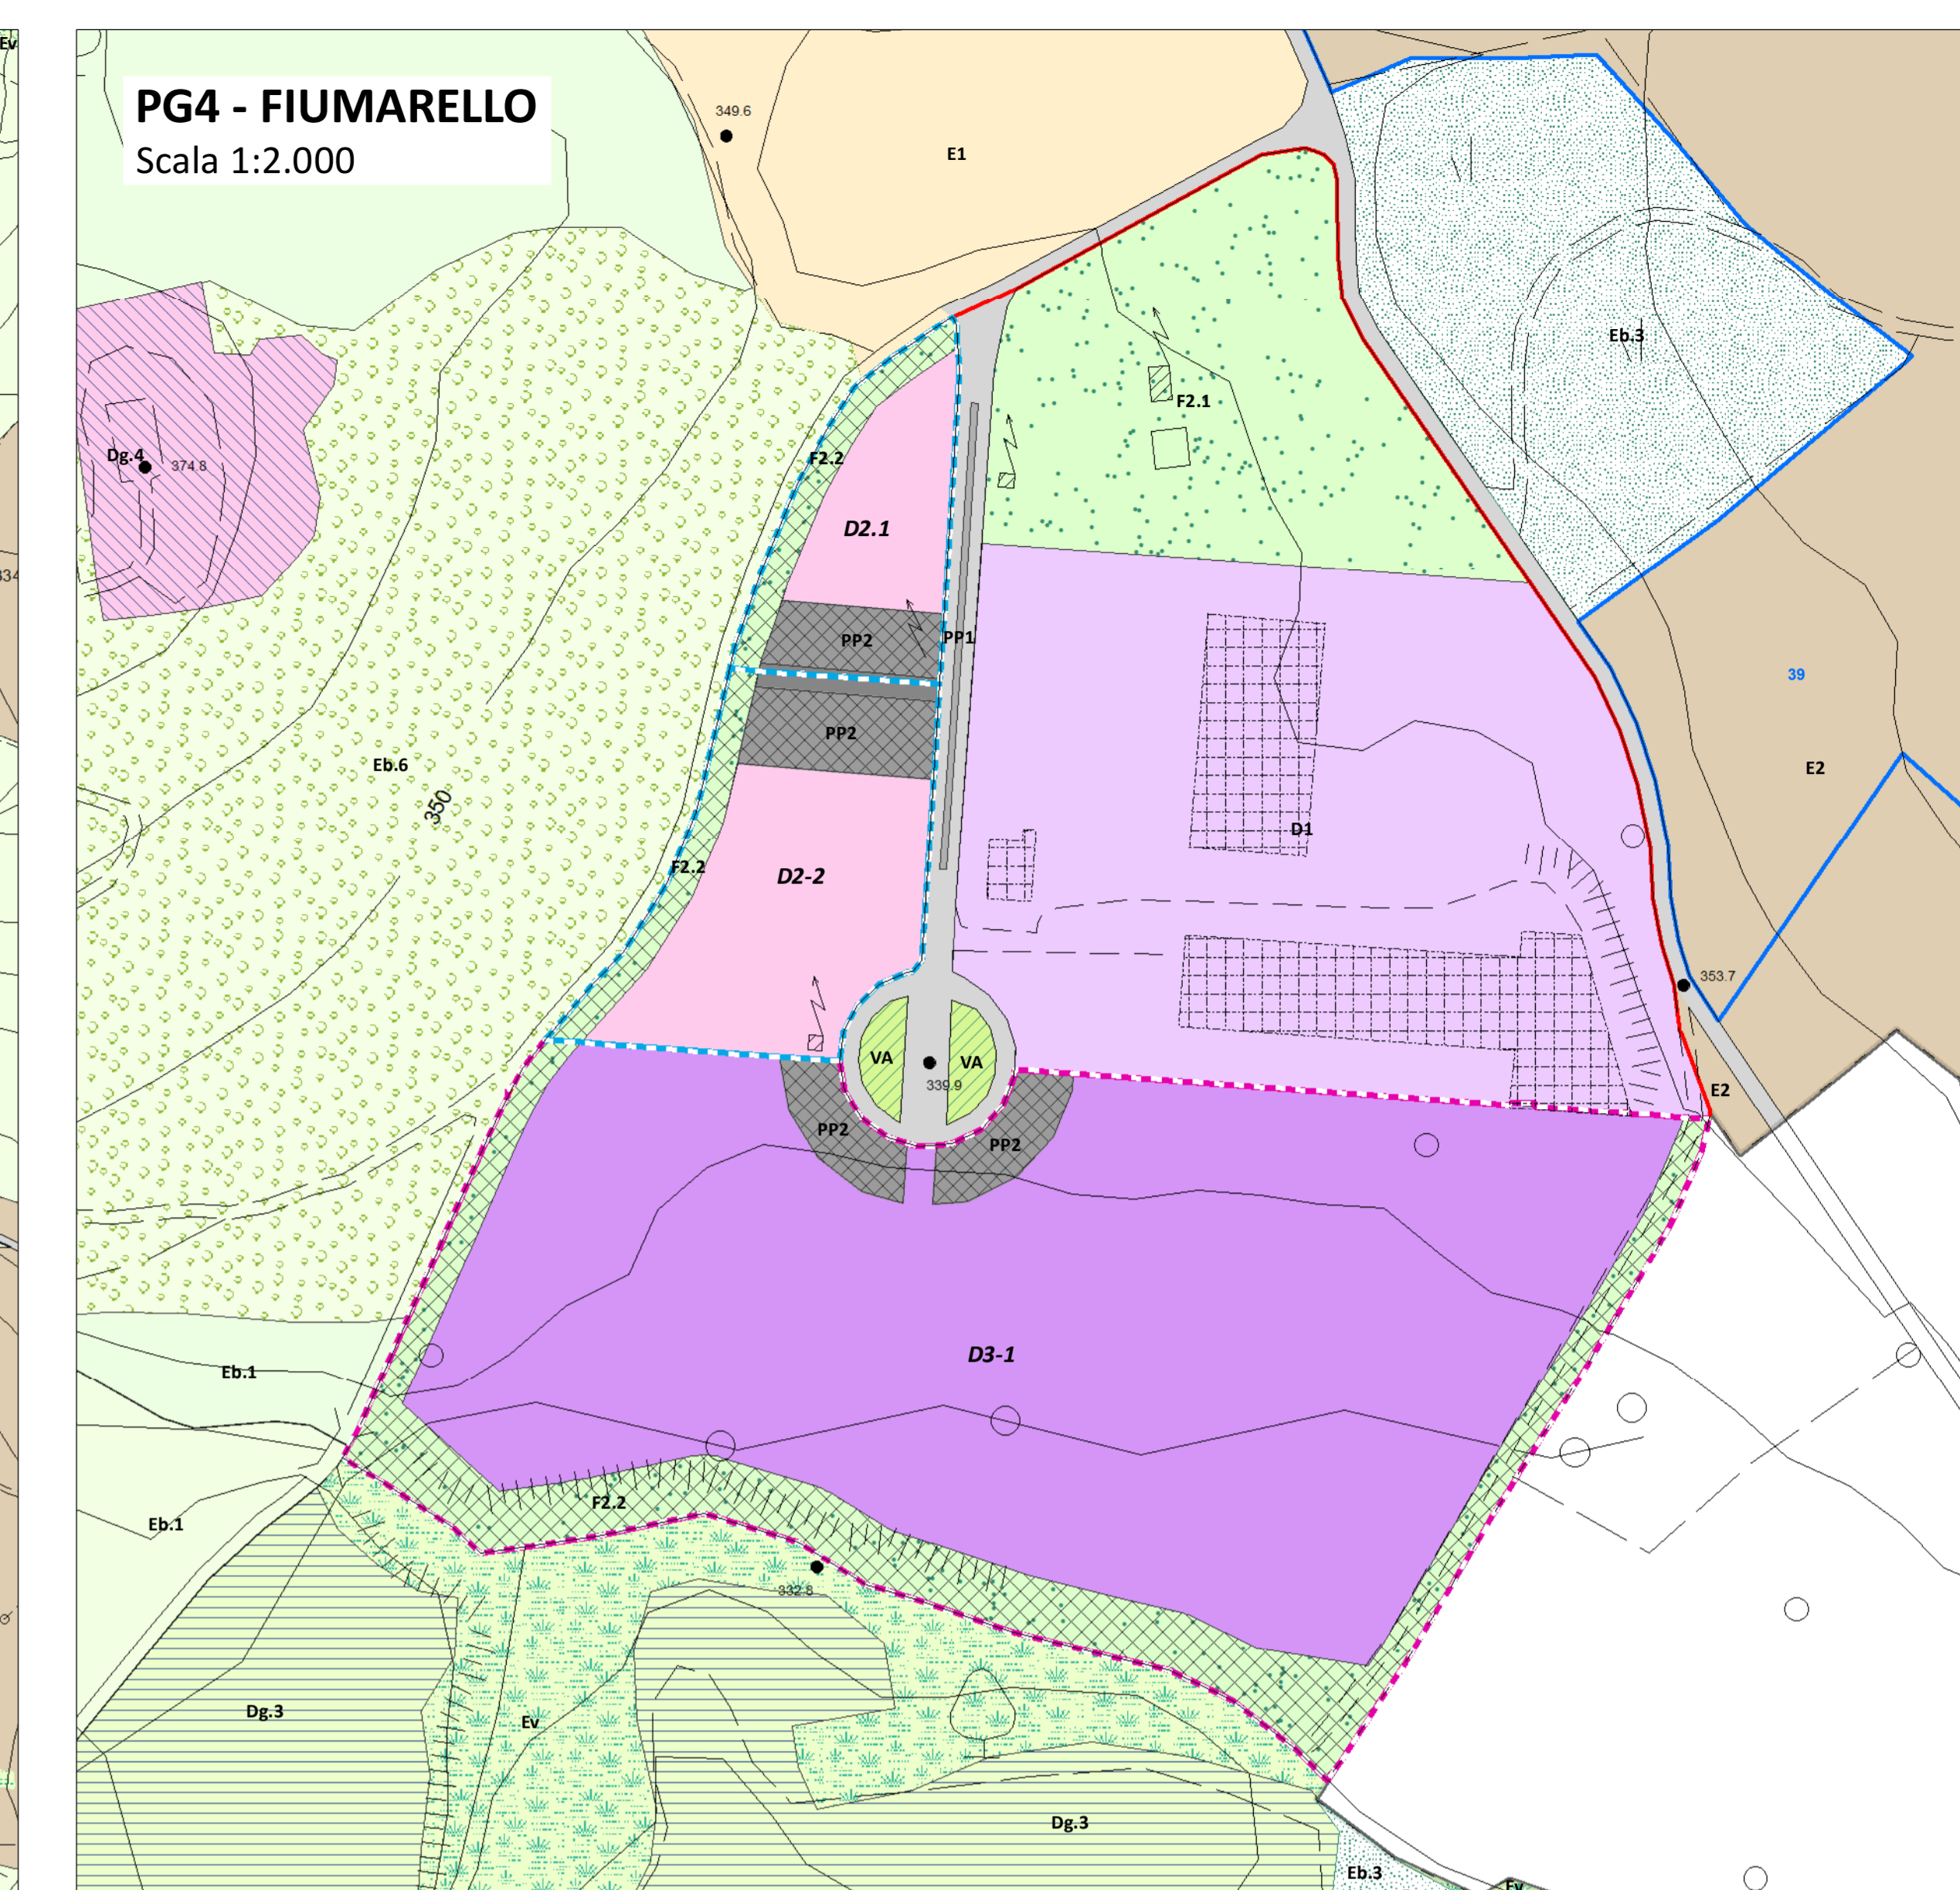 Ev
PG4 - FIUMARELLO
Scala 1:2.000
349.6
E1
Eb.3
F2.1
Dg.4
374.8
F2.2
D2.1
PP2
PP1
39
PP2
Eb.6
350
E2
D1
F2.2
D2-2
353.7
VA
VA
339.9
E2
PP2
PP2
D3-1
Eb.1
F2.2
Eb.1
332.8
Dg.3
Ev
Dg.3
Eb.3
Ev